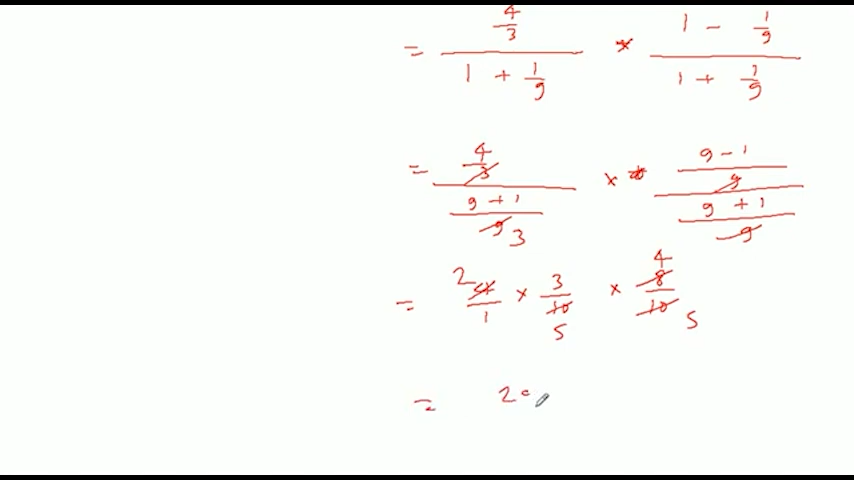 = (4/3)/(1 + 1/9) × (1 - 1/9)/(1 + 1/9)
= (4/3)/((9 + 1)/9 3) × ((9 - 1)/9)/((9 + 1)/9)
= 2 4/1 × 3/10 5 × 4 8/10 5
= 2